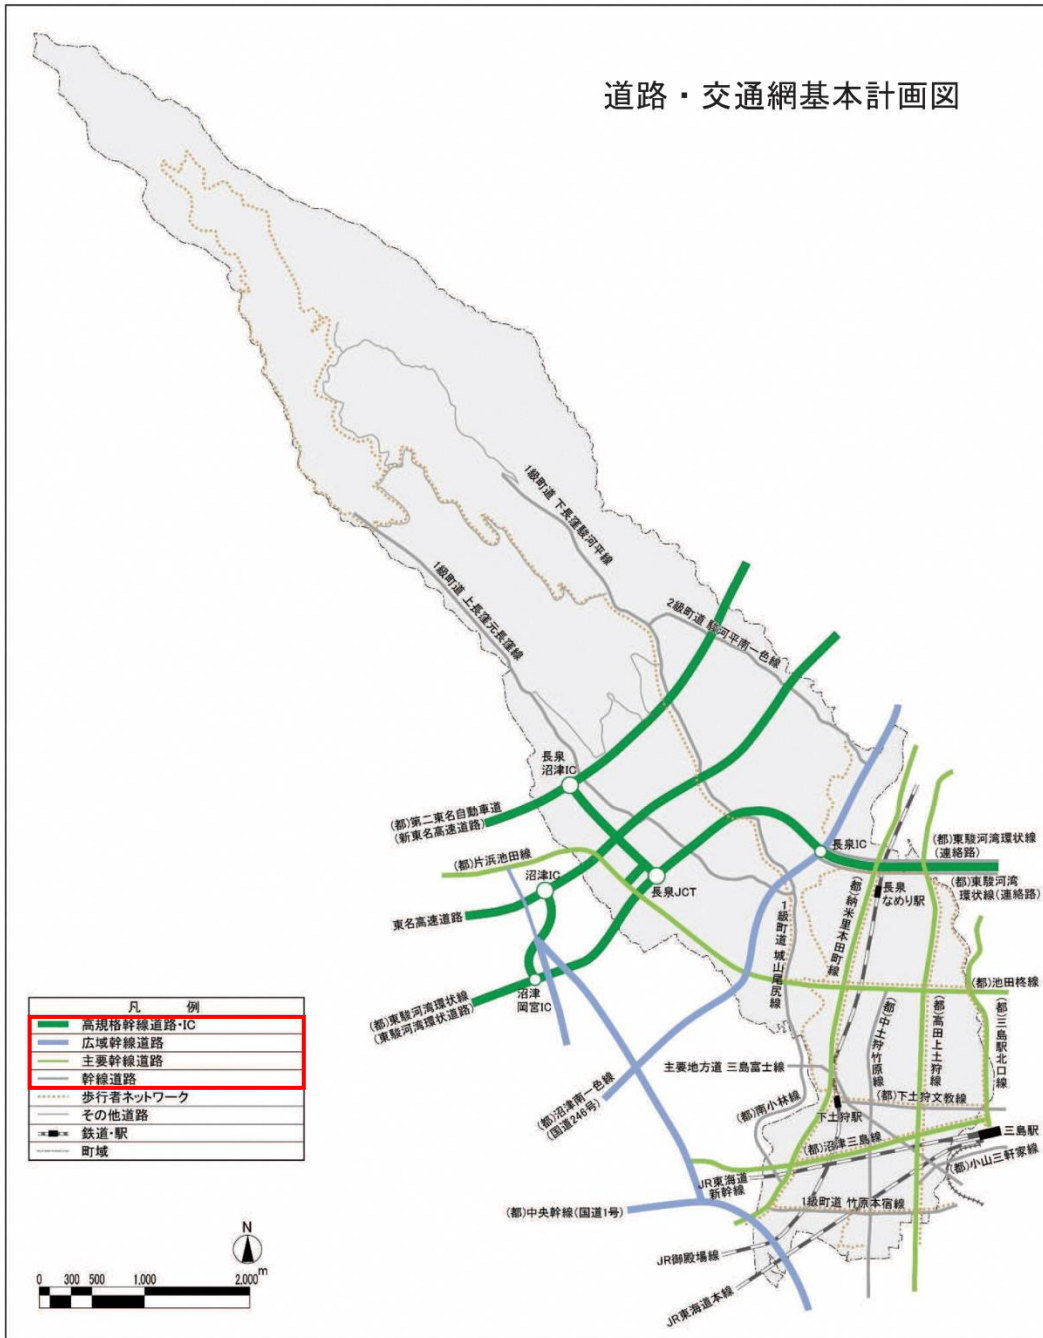 道路・交通網基本計画図
1級町道 下長窪駿河平線
1級町道 上長窪元長窪線
2級町道 駿河平南一色線
長泉
沼津IC
(都)第二東名自動車道
(新東名高速道路)
(都)片浜池田線
沼津IC
東名高速道路
長泉JCT
長泉IC
(都)東駿河湾環状線
(連絡路)
(都)東駿河湾
環状線(連絡路)
長泉
なめり駅
(都)納米里本田町線
1級町道 城山尾尻線
沼津
岡宮IC
(都)東駿河湾環状線
(東駿河湾環状道路)
(都)池田柊線
(都)中土狩竹原線
(都)高田上土狩線
(都)三島駅北口線
主要地方道 三島富士線
(都)沼津南一色線
(国道246号)
(都)南小林線
下土狩駅
(都)下土狩文教線
三島駅
(都)沼津三島線
(都)小山三軒家線
JR東海道
新幹線
1級町道 竹原本宿線
(都)中央幹線(国道1号)
JR御殿場線
JR東海道本線
凡 例
高規格幹線道路・IC
広域幹線道路
主要幹線道路
幹線道路
歩行者ネットワーク
その他道路
鉄道・駅
町域
N
0 300 500 1,000 2,000 m